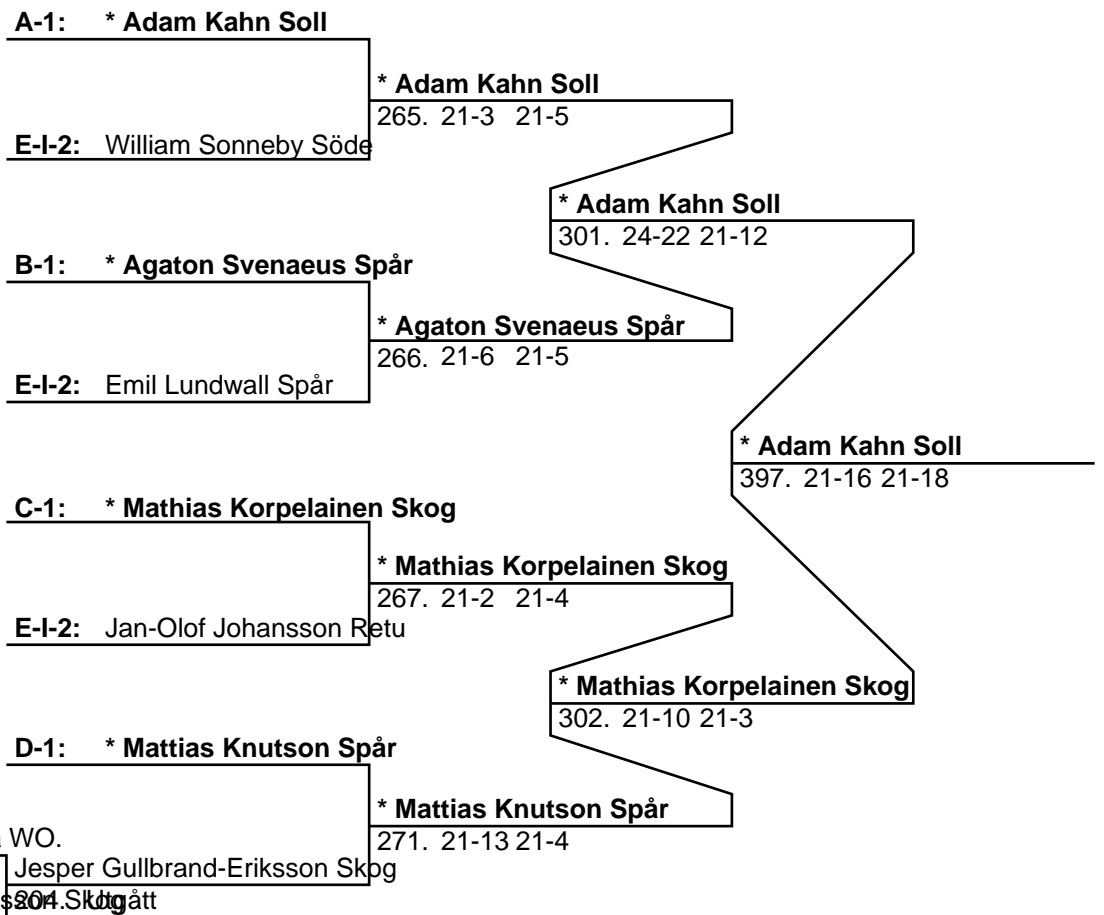 A-1: * Adam Kahn Soll
* Adam Kahn Soll
265. 21-3 21-5
E-I-2: William Sonneby Söde
* Adam Kahn Soll
301. 24-22 21-12
B-1: * Agaton Svenaeus Spår
* Agaton Svenaeus Spår
266. 21-6 21-5
E-I-2: Emil Lundwall Spår
* Adam Kahn Soll
397. 21-16 21-18
C-1: * Mathias Korpelainen Skog
* Mathias Korpelainen Skog
267. 21-2 21-4
E-I-2: Jan-Olof Johansson Retu
* Mathias Korpelainen Skog
302. 21-10 21-3
D-1: * Mattias Knutson Spår
* Mattias Knutson Spår
271. 21-13 21-4
WO.
Jesper Gullbrand-Eriksson Skog
204. Utgått